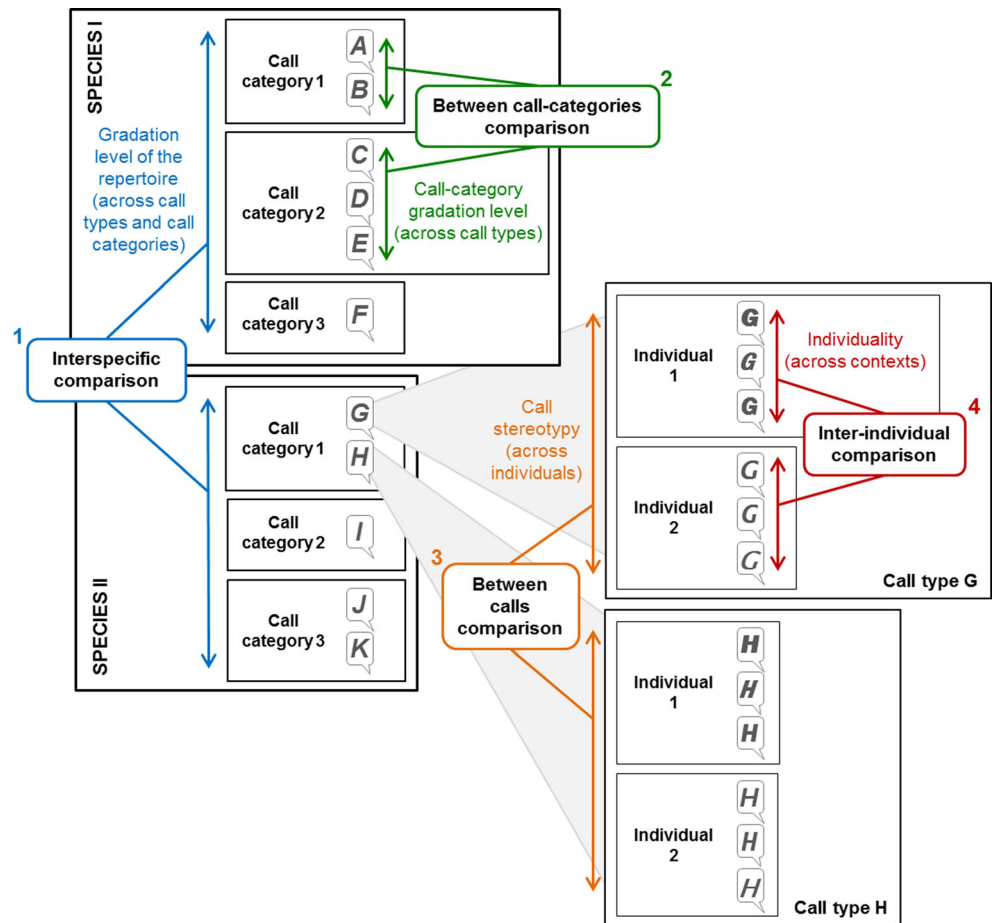 SPECIES I
Call
category 1
A
B
2
Between call-categories
comparison
Gradation
level of the
repertoire
(across call
types and call
categories)
Call
category 2
C
D
E
Call-category
gradation level
(across call types)
Call
category 3
F
1
Interspecific
comparison
SPECIES II
Call
category 1
G
H
Call
category 2
I
Call
category 3
J
K
Call
stereotypy
(across
individuals)
3
Between
calls
comparison
Individual
1
G
G
G
Individuality
(across contexts)
4
Inter-individual
comparison
Individual
2
G
G
G
Call type G
Individual
1
H
H
H
Individual
2
H
H
H
Call type H